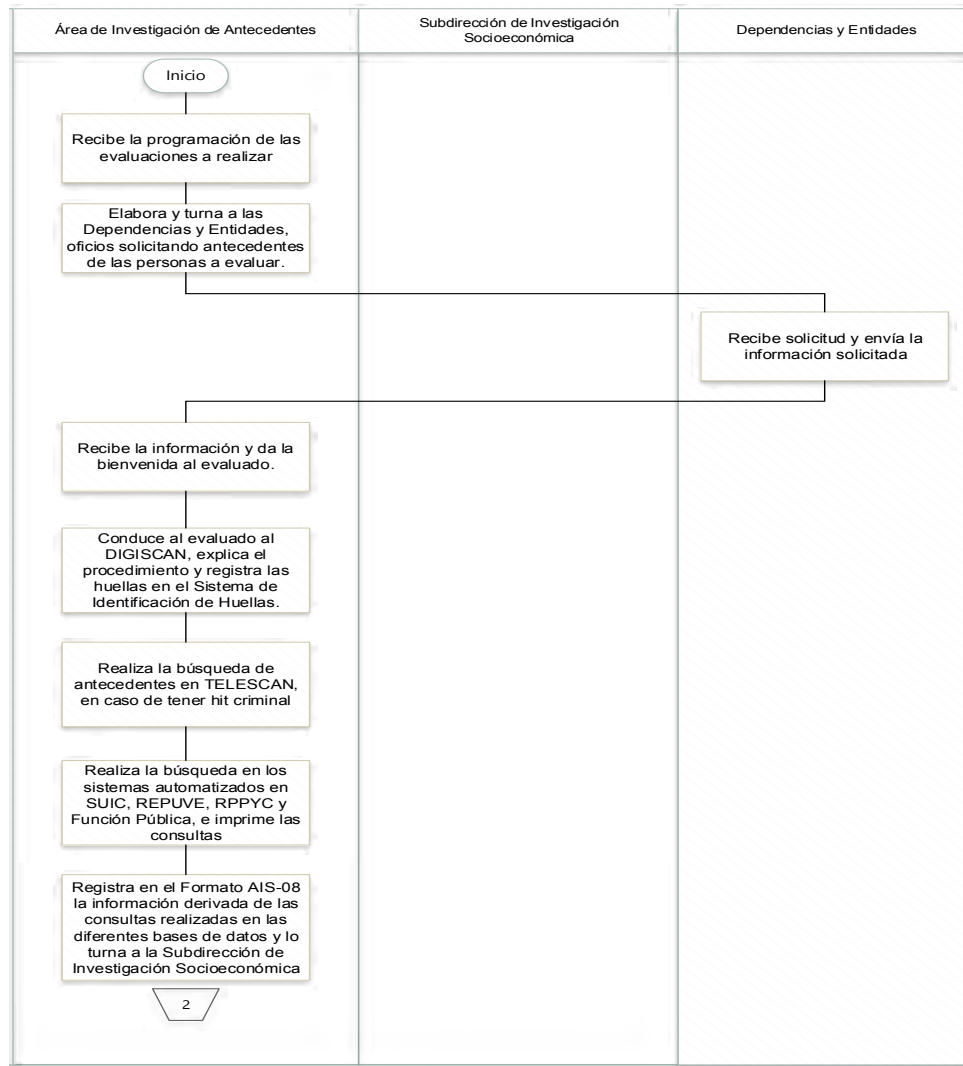 Área de Investigación de Antecedentes
Subdirección de Investigación
Socioeconómica
Dependencias y Entidades
Inicio
Recibe la programación de las
evaluaciones a realizar
Elabora y turna a las
Dependencias y Entidades,
oficios solicitando antecedentes
de las personas a evaluar.
Recibe solicitud y envía la
información solicitada
Recibe la información y da la
bienvenida al evaluado.
Conduce al evaluado al
DIGISCAN, explica el
procedimiento y registra las
huellas en el Sistema de
Identificación de Huellas.
Realiza la búsqueda de
antecedentes en TELESCAN,
en caso de tener hit criminal
Realiza la búsqueda en los
sistemas automatizados en
SUIC, REPUVE, RPPYC y
Función Pública, e imprime las
consultas
Registra en el Formato AIS-08
la información derivada de las
consultas realizadas en las
diferentes bases de datos y lo
turna a la Subdirección de
Investigación Socioeconómica
2